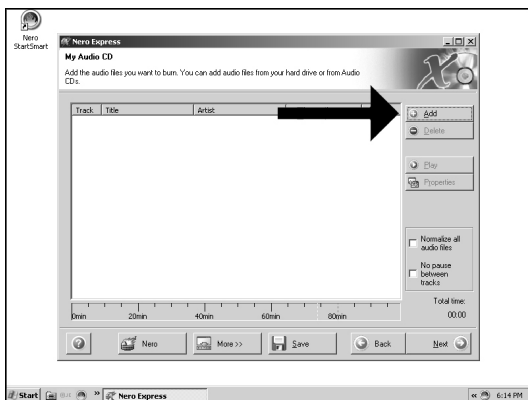 Nero
StartSmart
Nero Express
My Audio CD
Add the audio files you want to burn. You can add audio files from your hard drive or from Audio
CDs.
Track Title Artist
Add
Delete
Play
Properties
Normalize all
audio files
No pause
between
tracks
Total time:
00:00
0min 20min 40min 60min 80min
Nero More >> Save Back Next
Start Nero Express 6:14 PM